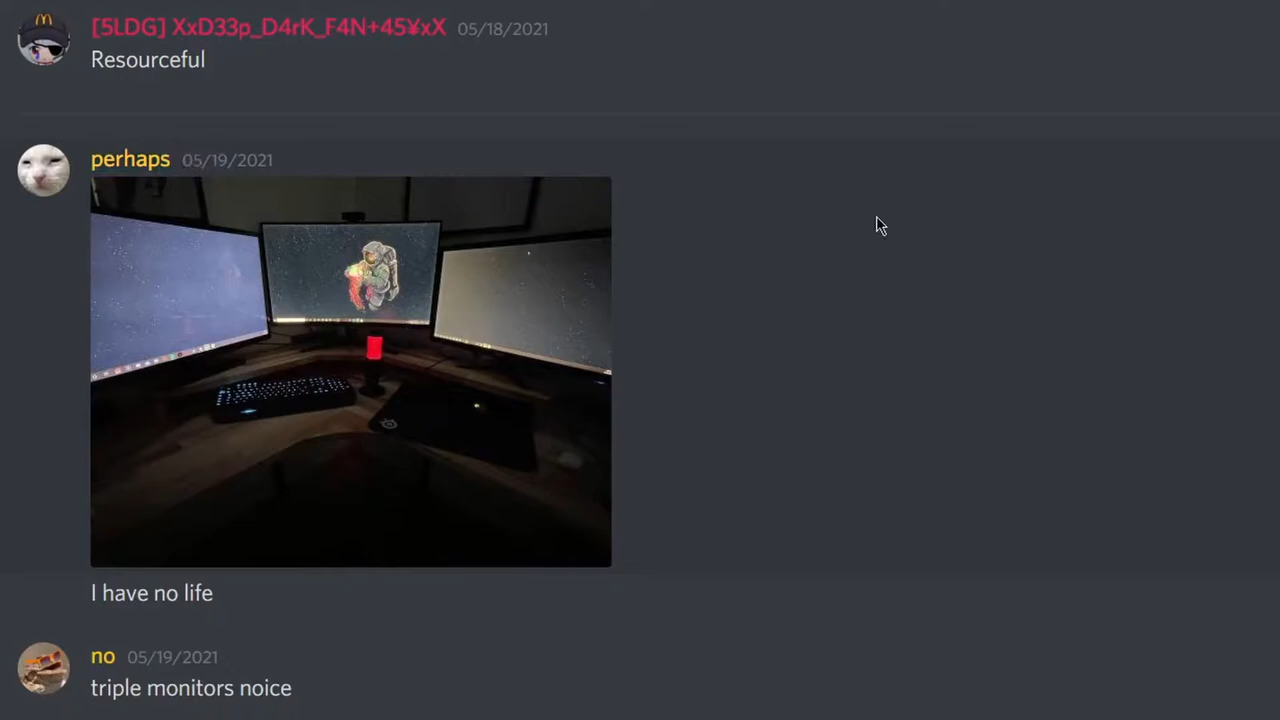 [5LDG] XxD33p_D4rK_F4N+45¥xX 05/18/2021
Resourceful
perhaps 05/19/2021
I have no life
no 05/19/2021
triple monitors noice